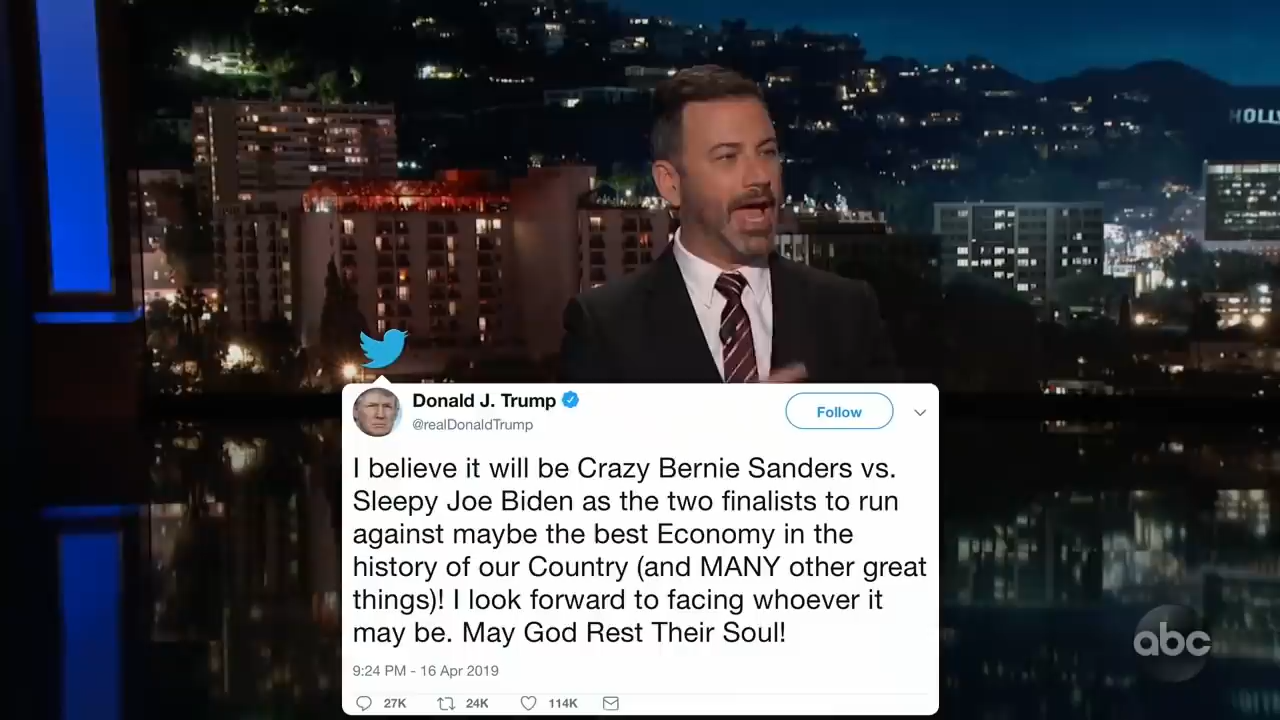 HOLLY
Donald J. Trump
@realDonaldTrump
Follow
I believe it will be Crazy Bernie Sanders vs.
Sleepy Joe Biden as the two finalists to run
against maybe the best Economy in the
history of our Country (and MANY other great
things)! I look forward to facing whoever it
may be. May God Rest Their Soul!
9:24 PM - 16 Apr 2019
27K 24K 114K
abc